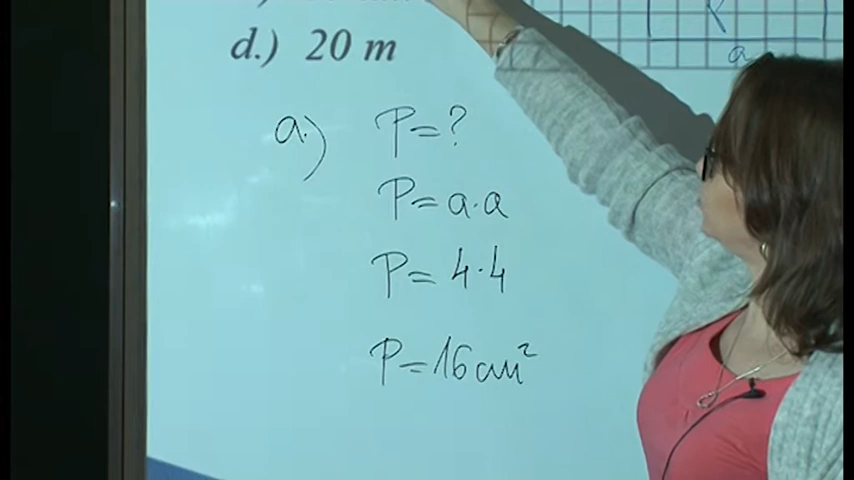 d.) 20 m
a
a.) P=?
P=a·a
P=4·4
P=16cm²